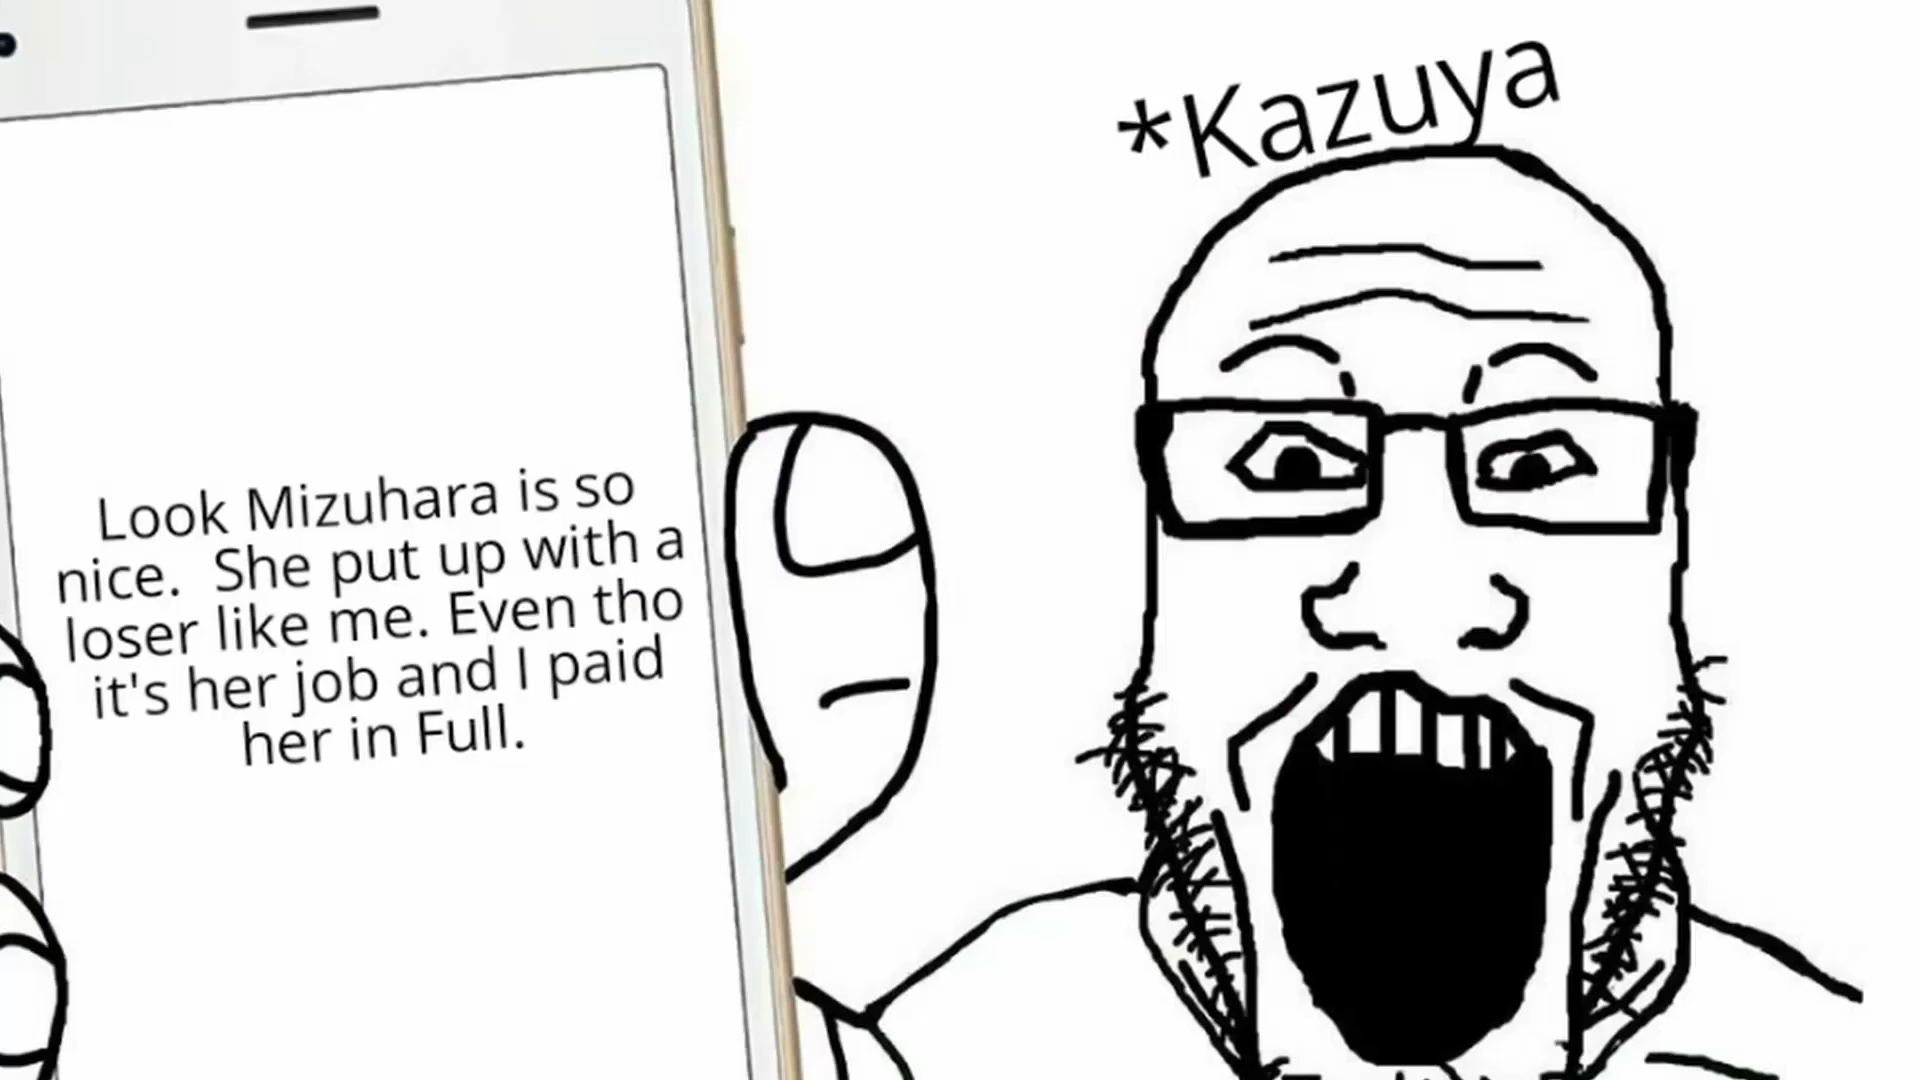 *Kazuya
Look Mizuhara is so
nice.  She put up with a
loser like me. Even tho
it's her job and I paid
her in Full.